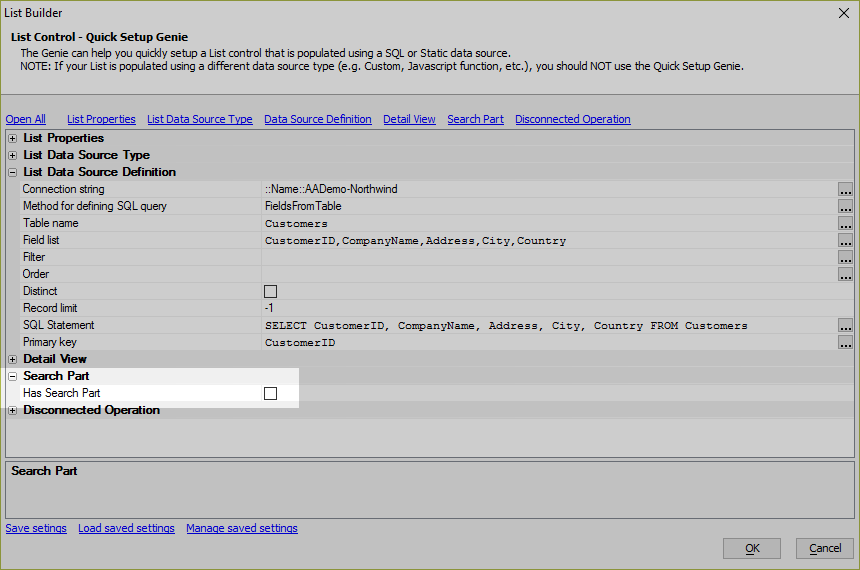 List Builder
List Control - Quick Setup Genie
The Genie can help you quickly setup a List control that is populated using a SQL or Static data source.
NOTE: If your List is populated using a different data source type (e.g. Custom, Javascript function, etc.), you should NOT use the Quick Setup Genie.
Open All List Properties List Data Source Type Data Source Definition Detail View Search Part Disconnected Operation
List Properties
List Data Source Type
List Data Source Definition
Connection string ::Name::AADemo-Northwind ...
Method for defining SQL query FieldsFromTable ...
Table name Customers ...
Field list CustomerID,CompanyName,Address,City,Country ...
Filter ...
Order ...
Distinct
Record limit -1
SQL Statement SELECT CustomerID, CompanyName, Address, City, Country FROM Customers ...
Primary key CustomerID ...
Detail View
Search Part
Has Search Part
Disconnected Operation
Search Part
Save setings Load saved settings Manage saved settings
OK Cancel